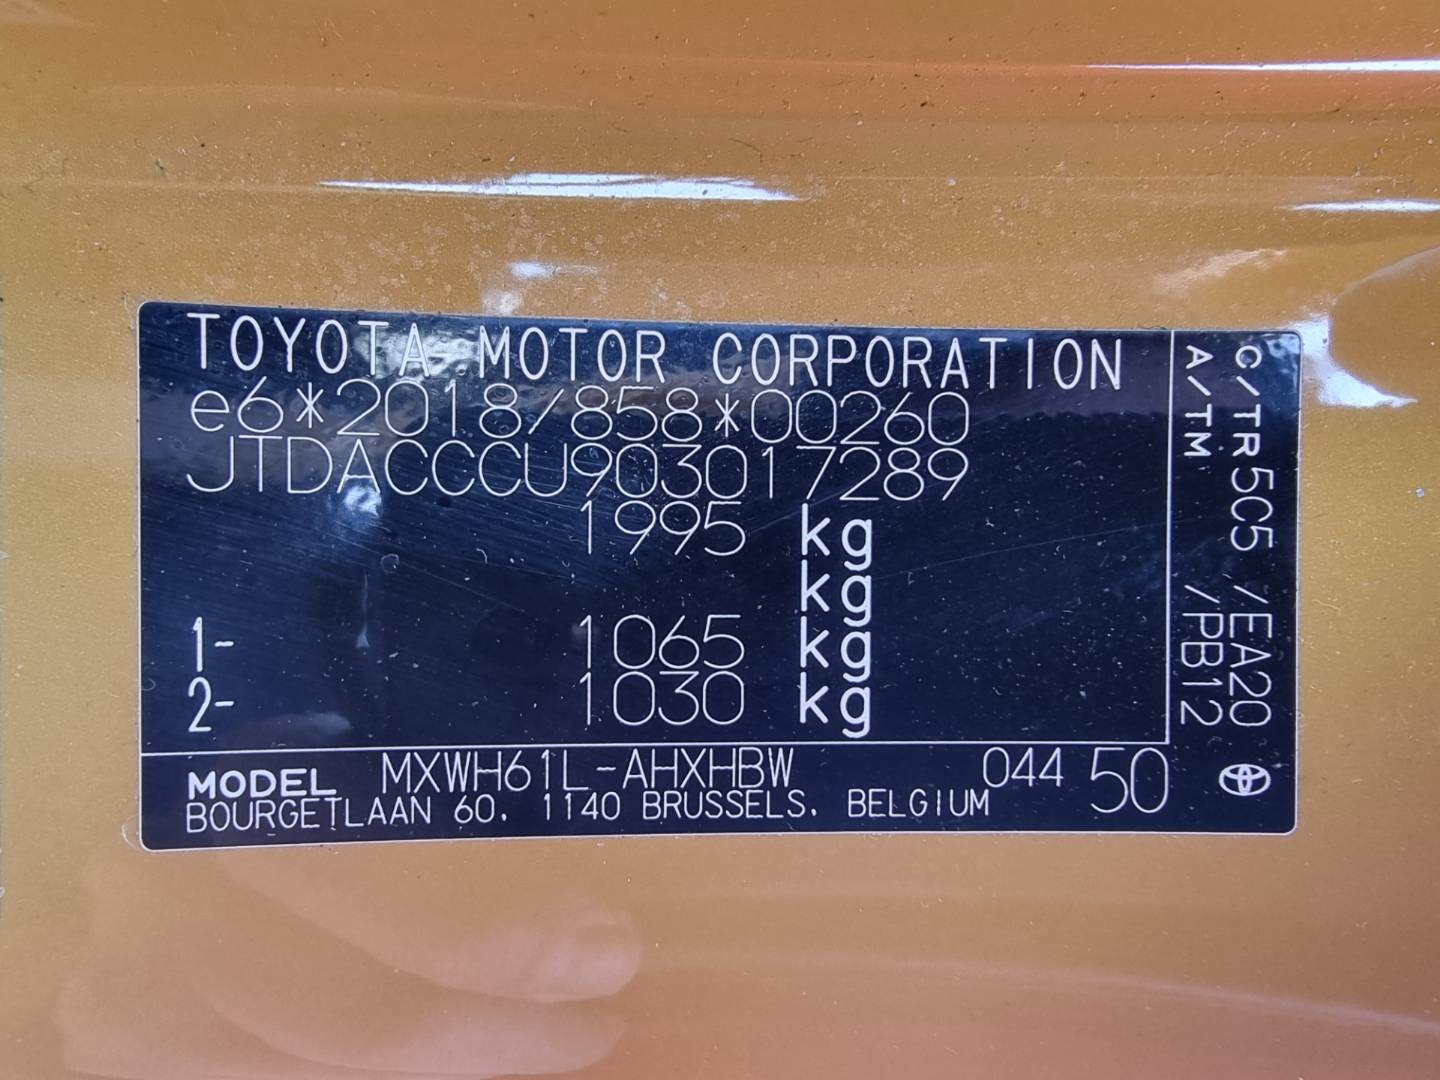 TOYOTA MOTOR CORPORATION
e6*2018/858*00260
JTDACCCU903017289
1995 kg
kg
1- 1065 kg
2- 1030 kg
MODEL MXWH61L-AHXHBW 044 50
BOURGETLAAN 60. 1140 BRUSSELS. BELGIUM
C/TR 5C5 /EA20
A/TM /PB12